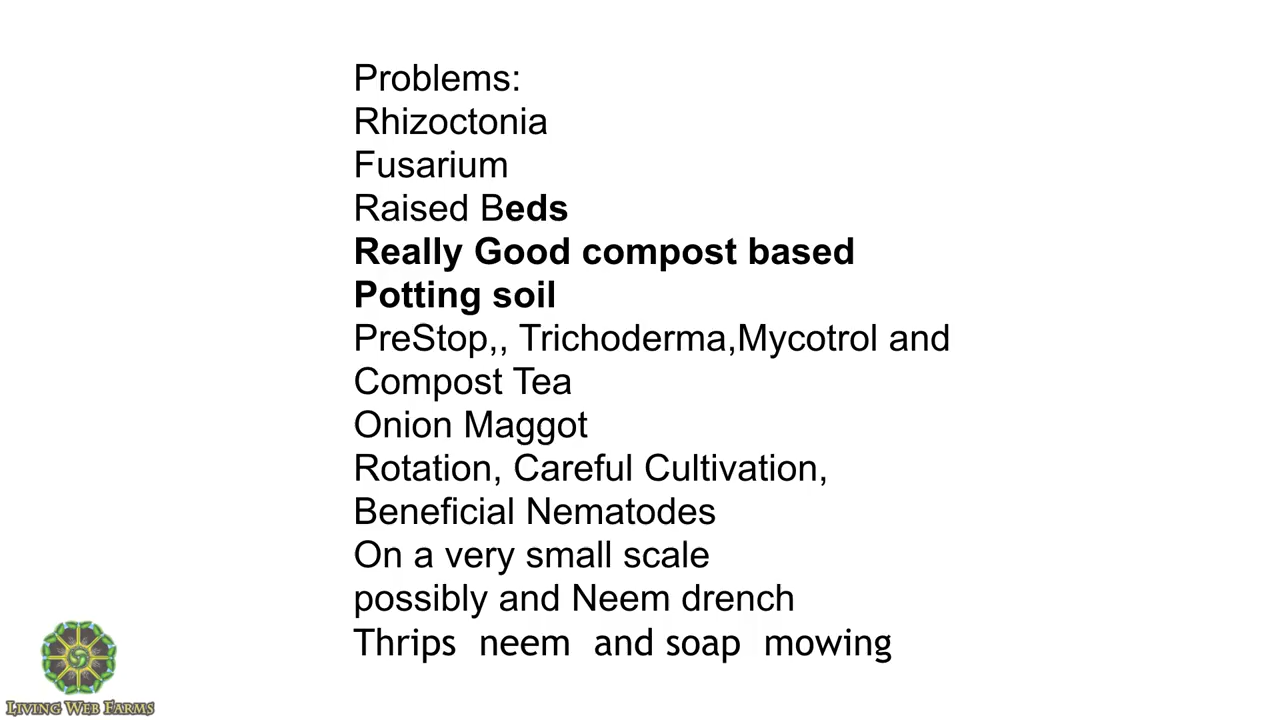 Problems:
Rhizoctonia
Fusarium
Raised Beds
Really Good compost based
Potting soil
PreStop,, Trichoderma,Mycotrol and
Compost Tea
Onion Maggot
Rotation, Careful Cultivation,
Beneficial Nematodes
On a very small scale
possibly and Neem drench
Thrips  neem  and soap  mowing
LIVING WEB FARMS